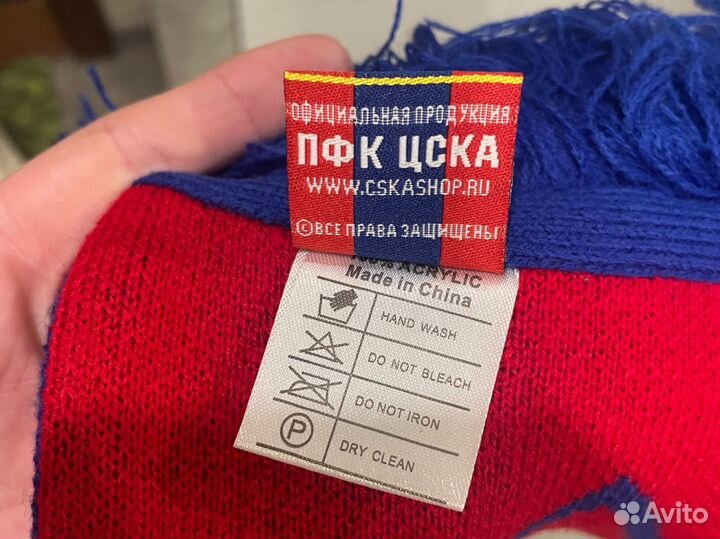 ОФИЦИАЛЬНАЯ ПРОДУКЦИЯ
ПФК ЦСКА
WWW.CSKASHOP.RU
©ВСЕ ПРАВА ЗАЩИЩЕНЫ
100% ACRYLIC
Made in China
HAND WASH
DO NOT BLEACH
DO NOT IRON
P DRY CLEAN
Avito